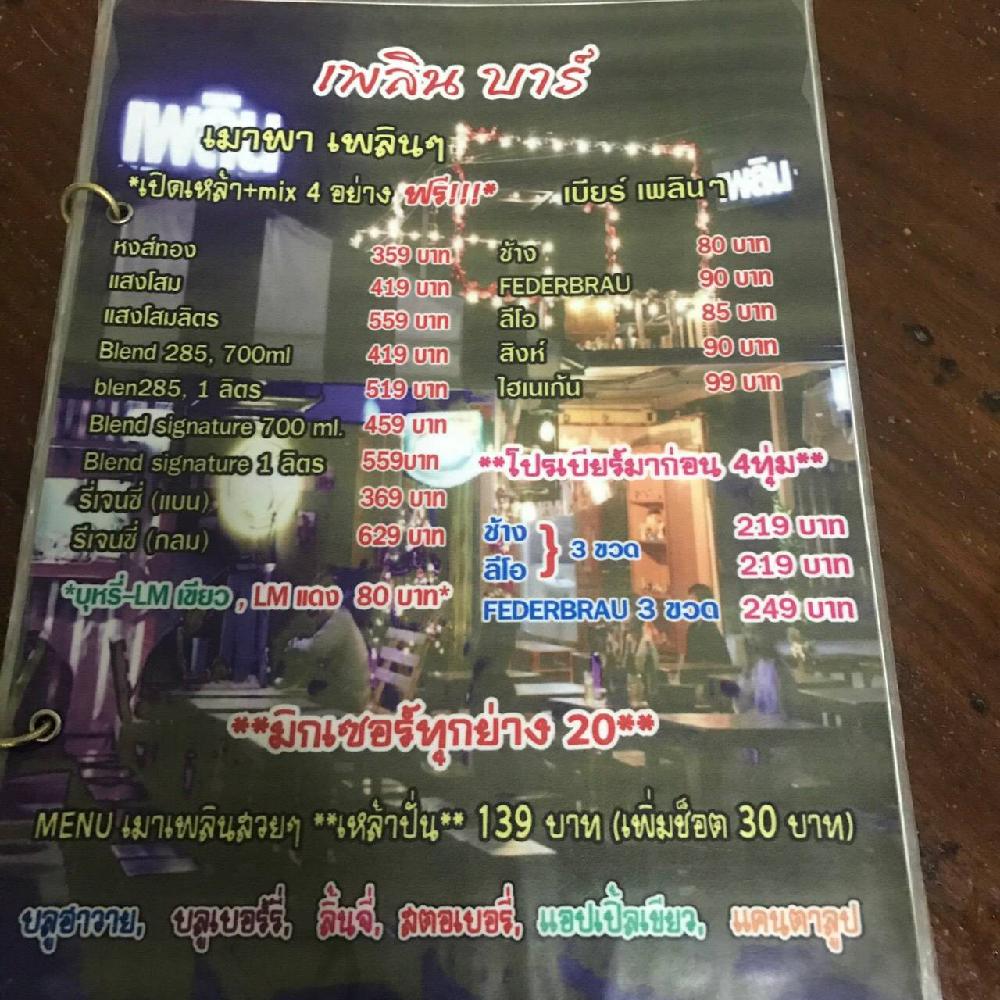 เพลิน บาร์
เพลิน
เมาพา เพลินๆ
เพลิน
*เปิดเหล้า+mix 4 อย่าง ฟรี!!!*
หงส์ทอง 359 บาท
แสงโสม 419 บาท
แสงโสมลิตร 559 บาท
Blend 285, 700ml 419 บาท
blen285, 1 ลิตร 519 บาท
Blend signature 700 ml. 459 บาท
Blend signature 1 ลิตร 559บาท
รีเจนซี่ (แบน) 369 บาท
รีเจนซี่ (กลม) 629 บาท
*บุหรี่-LM เขียว , LM แดง 80 บาท*
เบียร์ เพลินๆ
ช้าง 80 บาท
FEDERBRAU 90 บาท
ลีโอ 85 บาท
สิงห์ 90 บาท
ไฮเนเก้น 99 บาท
**โปรเบียร์มาก่อน 4ทุ่ม**
ช้าง } 3 ขวด 219 บาท
ลีโอ 219 บาท
FEDERBRAU 3 ขวด 249 บาท
**มิกเซอร์ทุกย่าง 20**
MENU เมาเพลินสวยๆ **เหล้าปั่น** 139 บาท (เพิ่มช็อต 30 บาท)
บลูฮาวาย, บลูเบอร์รี่, ลิ้นจี่, สตอเบอรี่, แอปเปิ้ลเขียว, แคนตาลูป